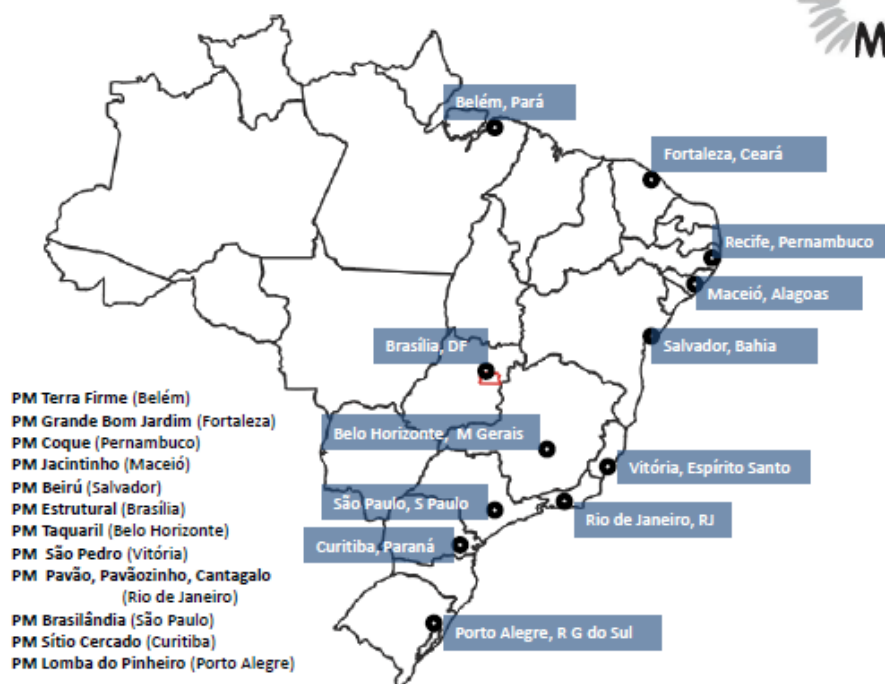 M
Belém, Pará
Fortaleza, Ceará
Recife, Pernambuco
Maceió, Alagoas
Brasília, DF
Salvador, Bahia
Belo Horizonte, M Gerais
Vitória, Espírito Santo
São Paulo, S Paulo
Rio de Janeiro, RJ
Curitiba, Paraná
Porto Alegre, R G do Sul
PM Terra Firme (Belém)
PM Grande Bom Jardim (Fortaleza)
PM Coque (Pernambuco)
PM Jacintinho (Maceió)
PM Beirú (Salvador)
PM Estrutural (Brasília)
PM Taquaril (Belo Horizonte)
PM São Pedro (Vitória)
PM Pavão, Pavãozinho, Cantagalo
(Rio de Janeiro)
PM Brasilândia (São Paulo)
PM Sítio Cercado (Curitiba)
PM Lomba do Pinheiro (Porto Alegre)